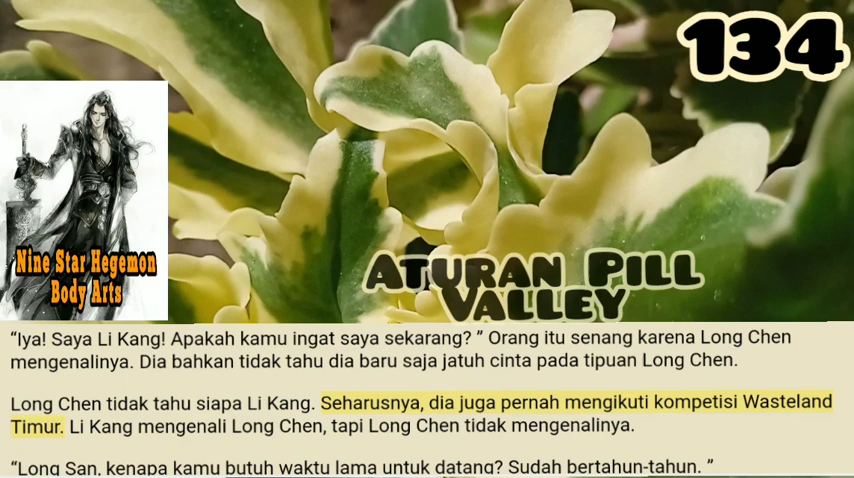 134
Nine Star Hegemon
Body Arts
ATURAN PILL
VALLEY
“Iya! Saya Li Kang! Apakah kamu ingat saya sekarang? ” Orang itu senang karena Long Chen
mengenalinya. Dia bahkan tidak tahu dia baru saja jatuh cinta pada tipuan Long Chen.
Long Chen tidak tahu siapa Li Kang. Seharusnya, dia juga pernah mengikuti kompetisi Wasteland
Timur. Li Kang mengenali Long Chen, tapi Long Chen tidak mengenalinya.
“Long San, kenapa kamu butuh waktu lama untuk datang? Sudah bertahun-tahun. ”